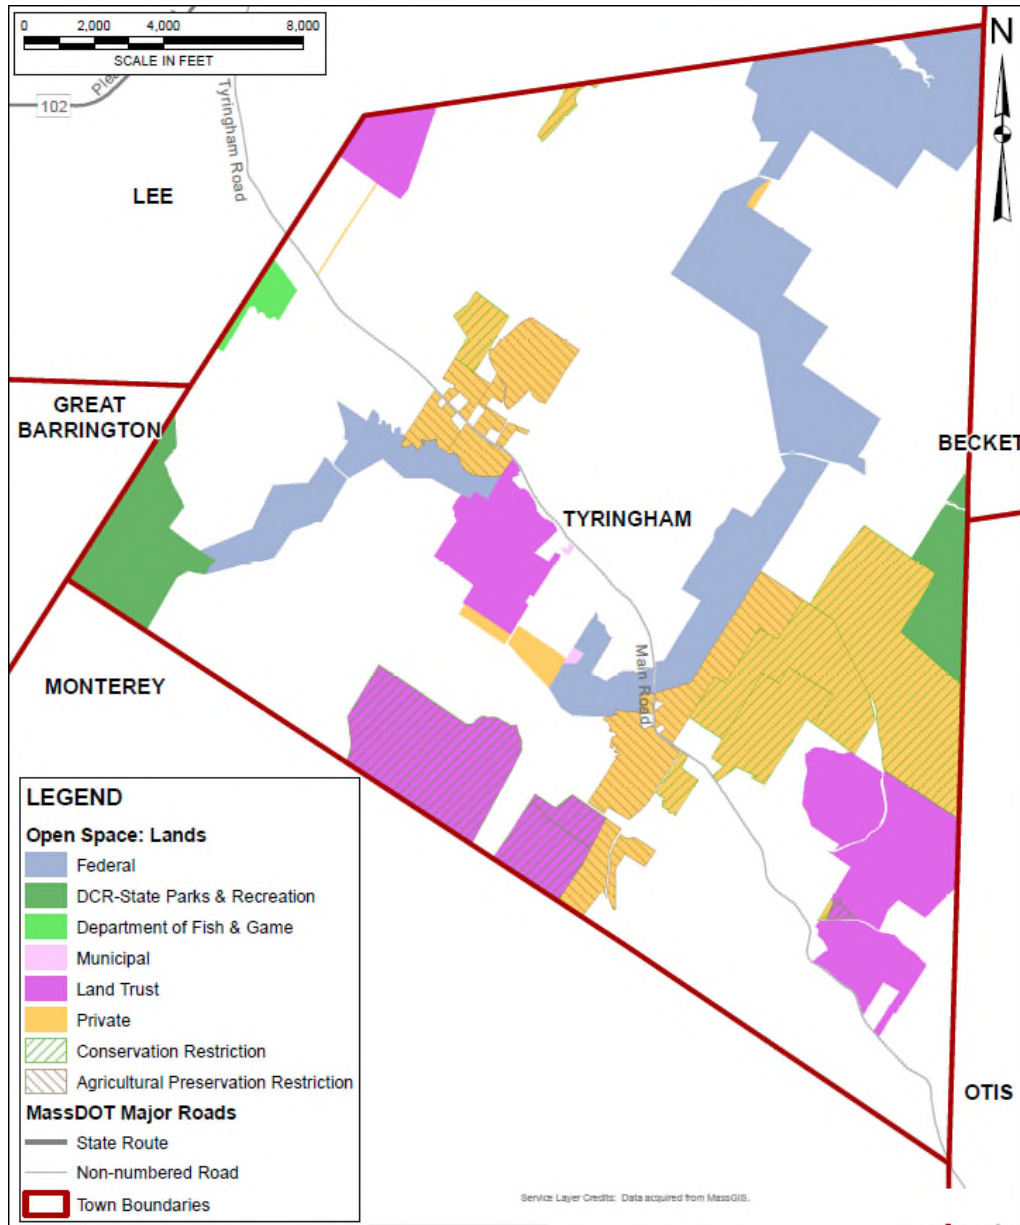 0 2,000 4,000 8,000
SCALE IN FEET
N
102
Tyringham Road
LEE
GREAT
BARRINGTON
BECKET
TYRINGHAM
Main Road
MONTEREY
OTIS
LEGEND
Open Space: Lands
Federal
DCR-State Parks & Recreation
Department of Fish & Game
Municipal
Land Trust
Private
Conservation Restriction
Agricultural Preservation Restriction
MassDOT Major Roads
State Route
Non-numbered Road
Town Boundaries
Service Layer Credits: Data acquired from MassGIS.